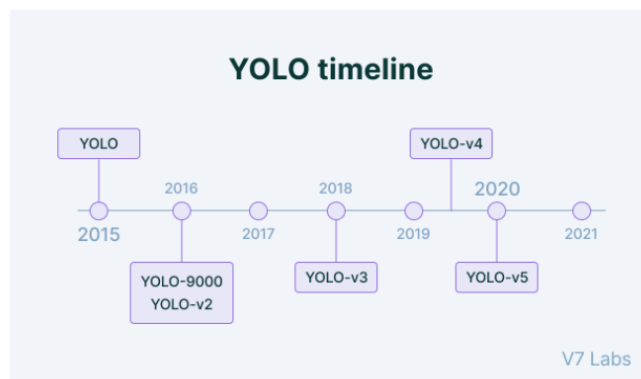 YOLO timeline
YOLO
YOLO-v4
2016
2018
2020
2015
2017
2019
2021
YOLO-9000
YOLO-v2
YOLO-v3
YOLO-v5
V7 Labs